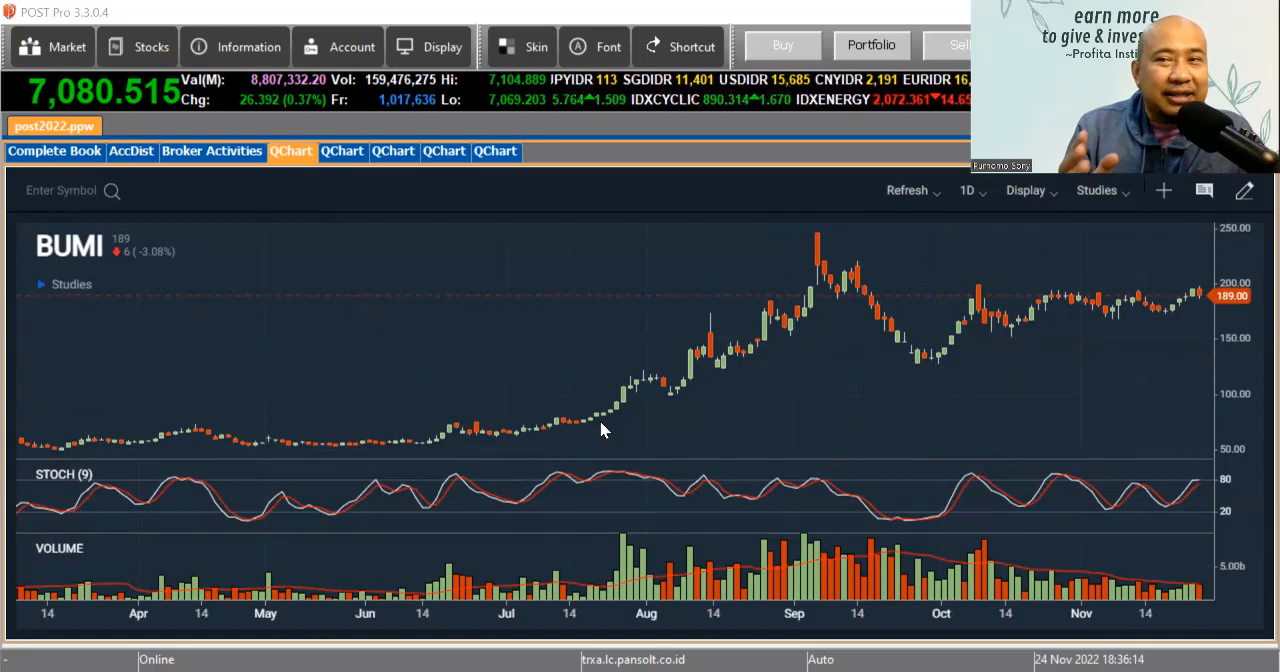 POST Pro 3.3.0.4
Market Stocks Information Account Display Skin Font Shortcut Buy Portfolio Sell
7,080.515 Val(M): 8,807,332.20 Vol: 159,476,275 Hi: 7,104.889 JPYIDR 113 SGDIDR 11,401 USDIDR 15,685 CNYIDR 2,191 EURIDR 16,
Chg: 26.392 (0.37%) Fr: 1,017,636 Lo: 7,069.203 5.764 1.509 IDXCYCLIC 890.314 1.670 IDXENERGY 2,072.361 14.65
earn more
to give & inves
~Profita Insti
Purnomo Sony
post2022.ppw
Complete Book AccDist Broker Activities QChart QChart QChart QChart QChart
Enter Symbol Refresh 1D Display Studies
BUMI 189
6 (-3.08%)
Studies
250.00
200.00
189.00
150.00
100.00
50.00
STOCH (9)
80
20
VOLUME
5.00b
14 Apr 14 May Jun 14 Jul 14 Aug 14 Sep 14 Oct 14 Nov 14
- Online trxa.lc.pansolt.co.id Auto 24 Nov 2022 18:36:14